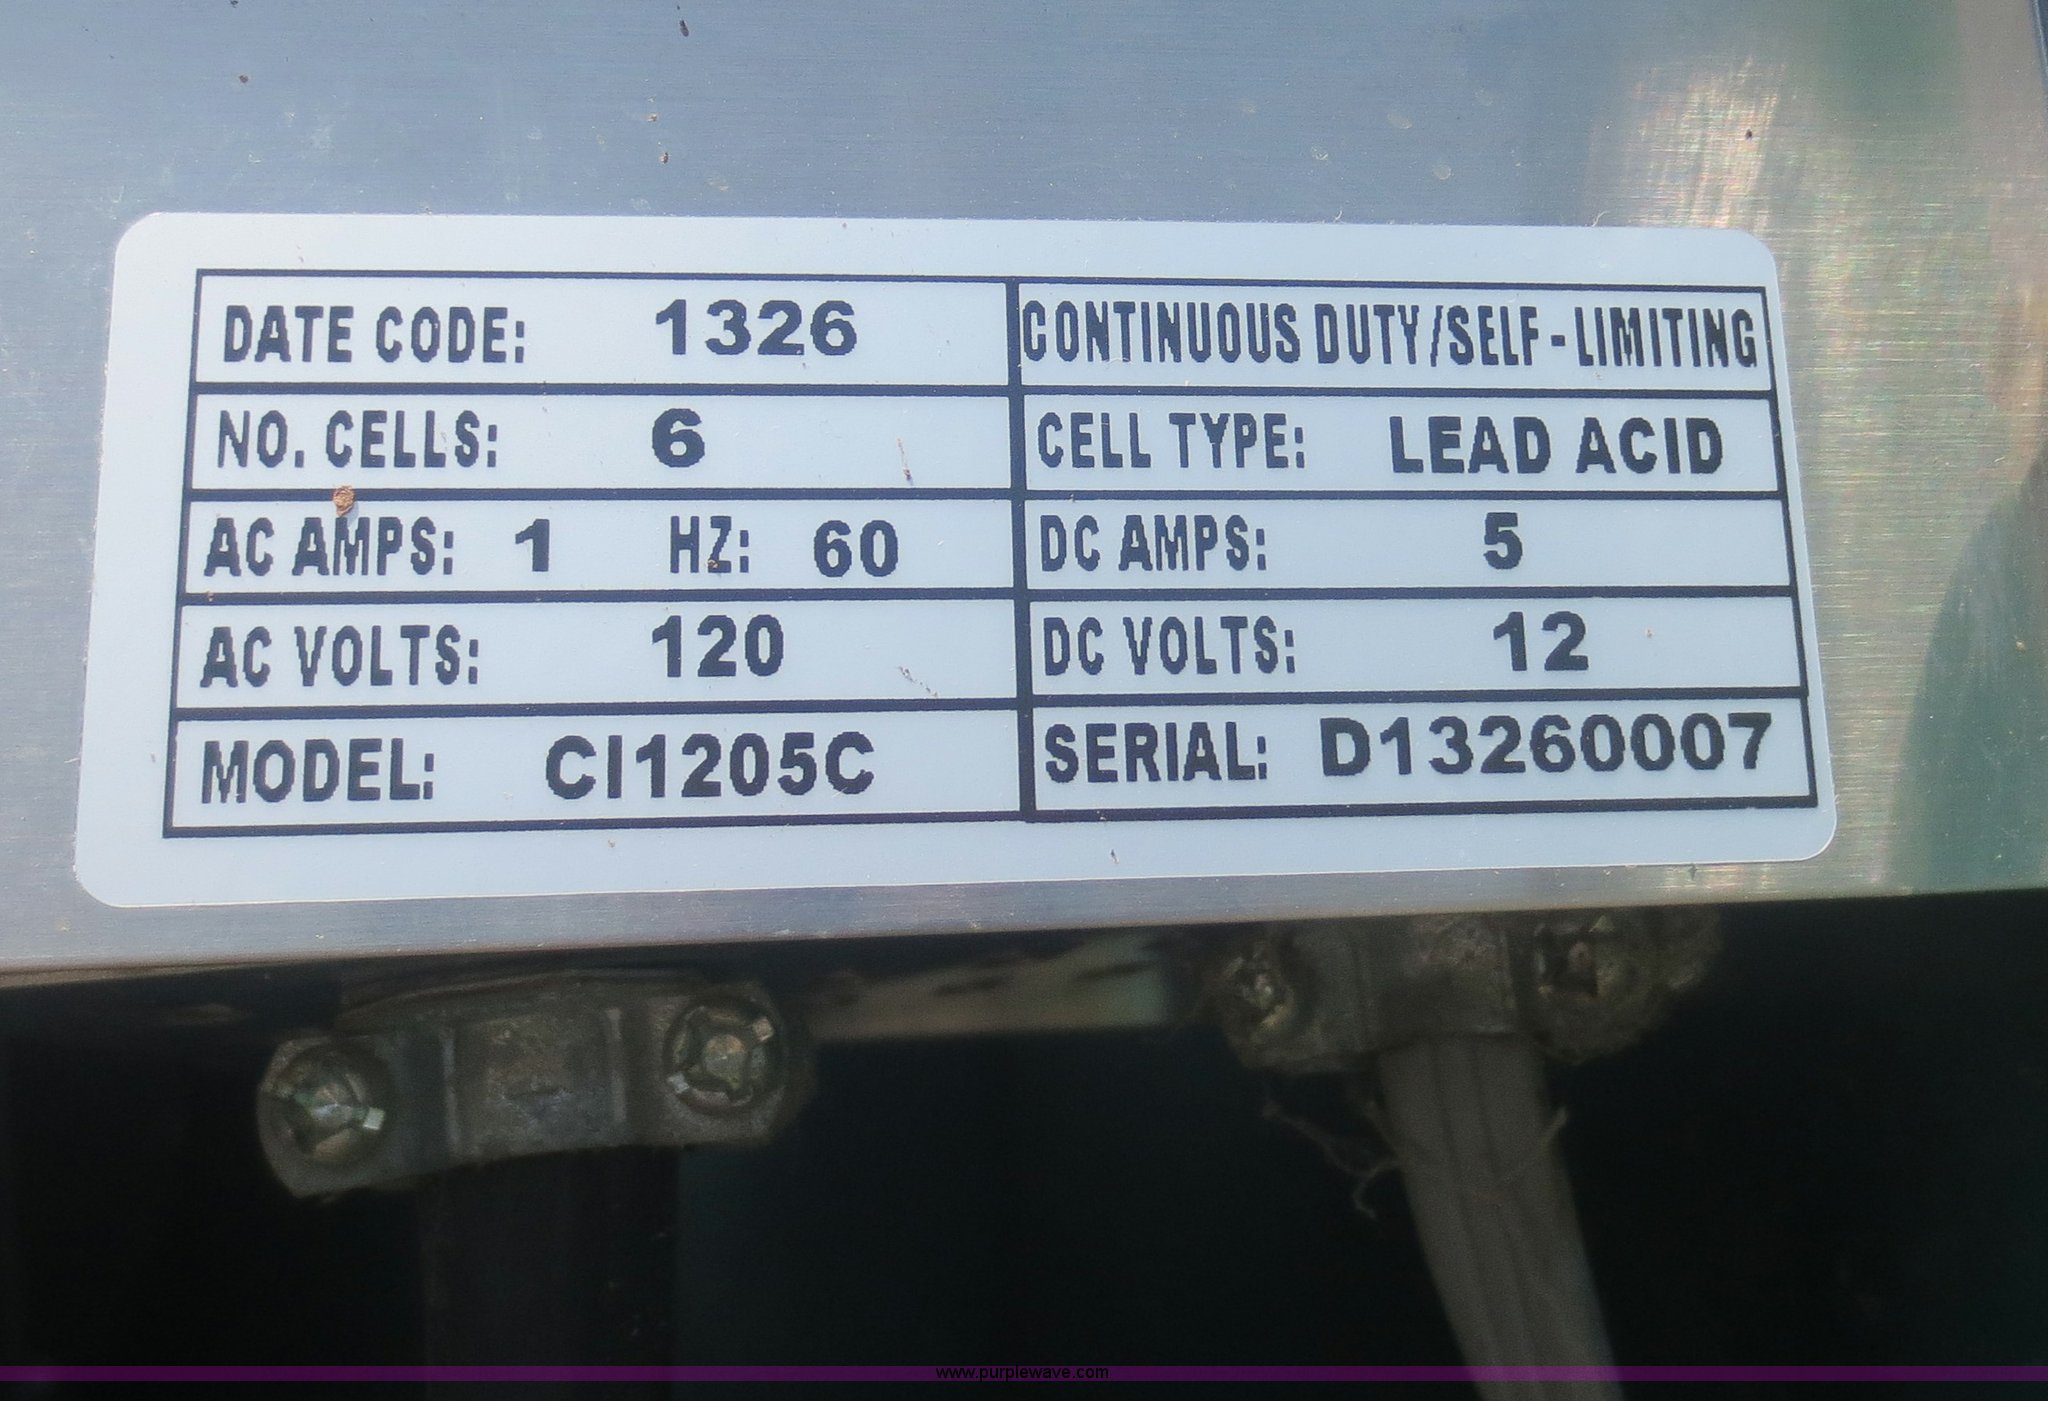 DATE CODE: 1326 CONTINUOUS DUTY/SELF-LIMITING
NO. CELLS: 6 CELL TYPE: LEAD ACID
AC AMPS: 1 HZ: 60 DC AMPS: 5
AC VOLTS: 120 DC VOLTS: 12
MODEL: CI1205C SERIAL: D13260007
www.purplewave.com